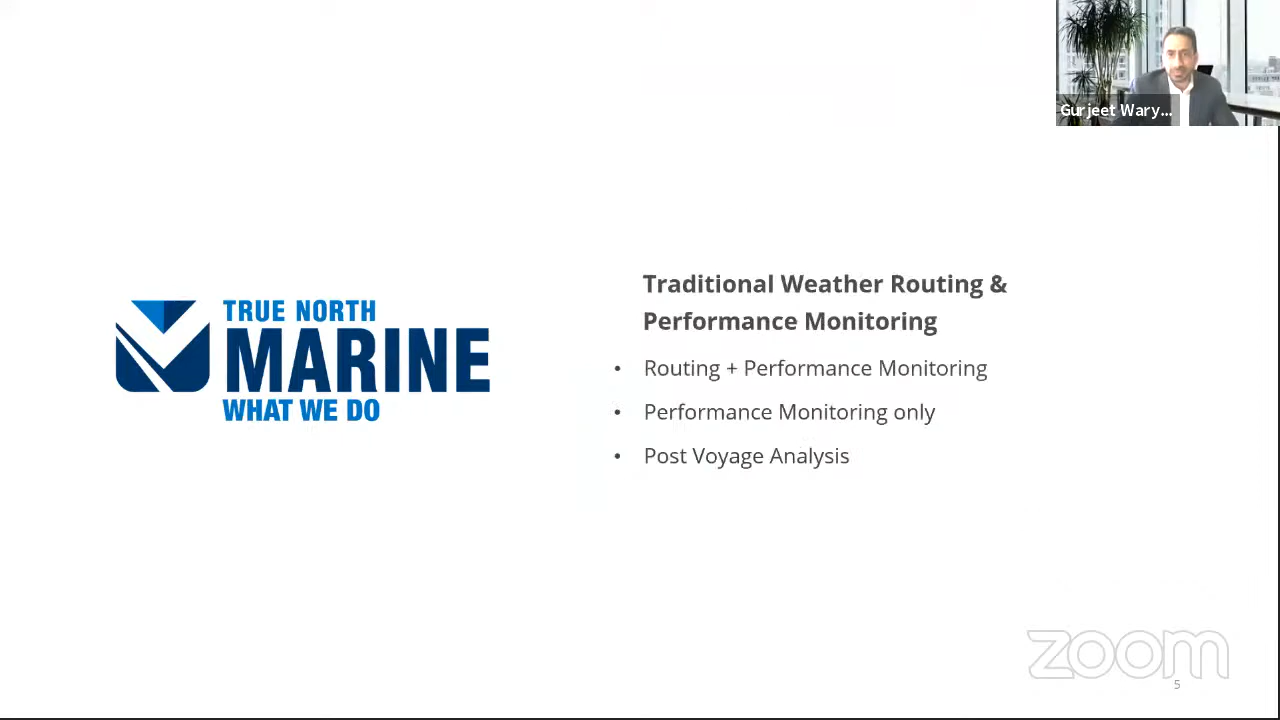 Gurjeet Wary...
TRUE NORTH
MARINE
WHAT WE DO
Traditional Weather Routing &
Performance Monitoring
• Routing + Performance Monitoring
• Performance Monitoring only
• Post Voyage Analysis
zoom
5